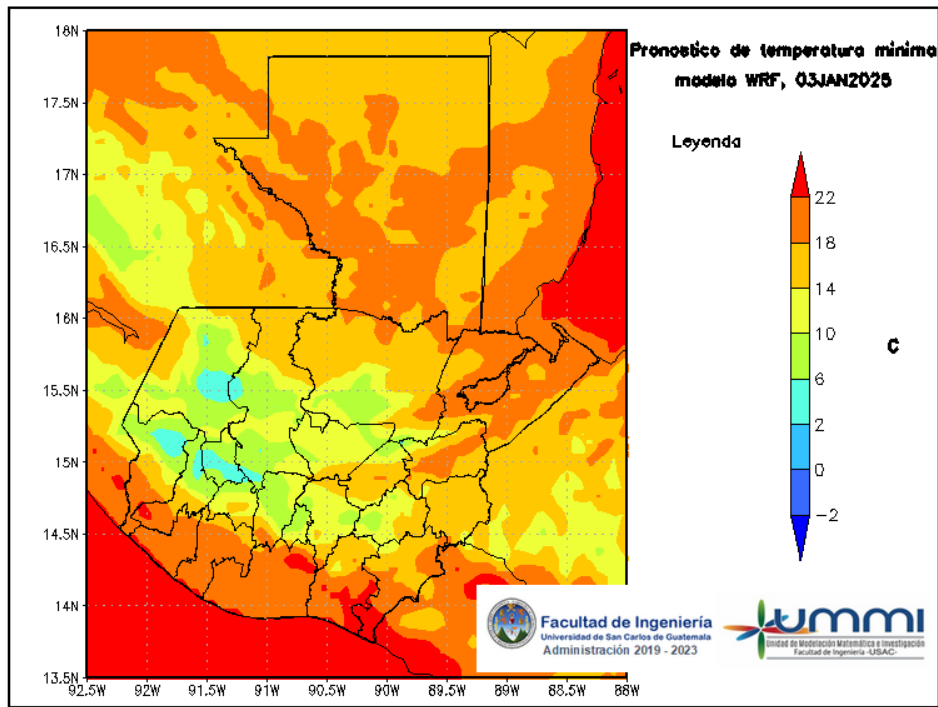 Pronostico de temperatura minima
modelo WRF, 03JAN2025
Leyenda
22
18
14
10
6
2
0
−2
C
18N
17.5N
17N
16.5N
16N
15.5N
15N
14.5N
14N
13.5N
92.5W 92W 91.5W 91W 90.5W 90W 89.5W 89W 88.5W 88W
Facultad de Ingeniería
Universidad de San Carlos de Guatemala
Administración 2019 - 2023
ummi
Unidad de Modelación Matemática e Investigación
Facultad de Ingeniería -USAC-